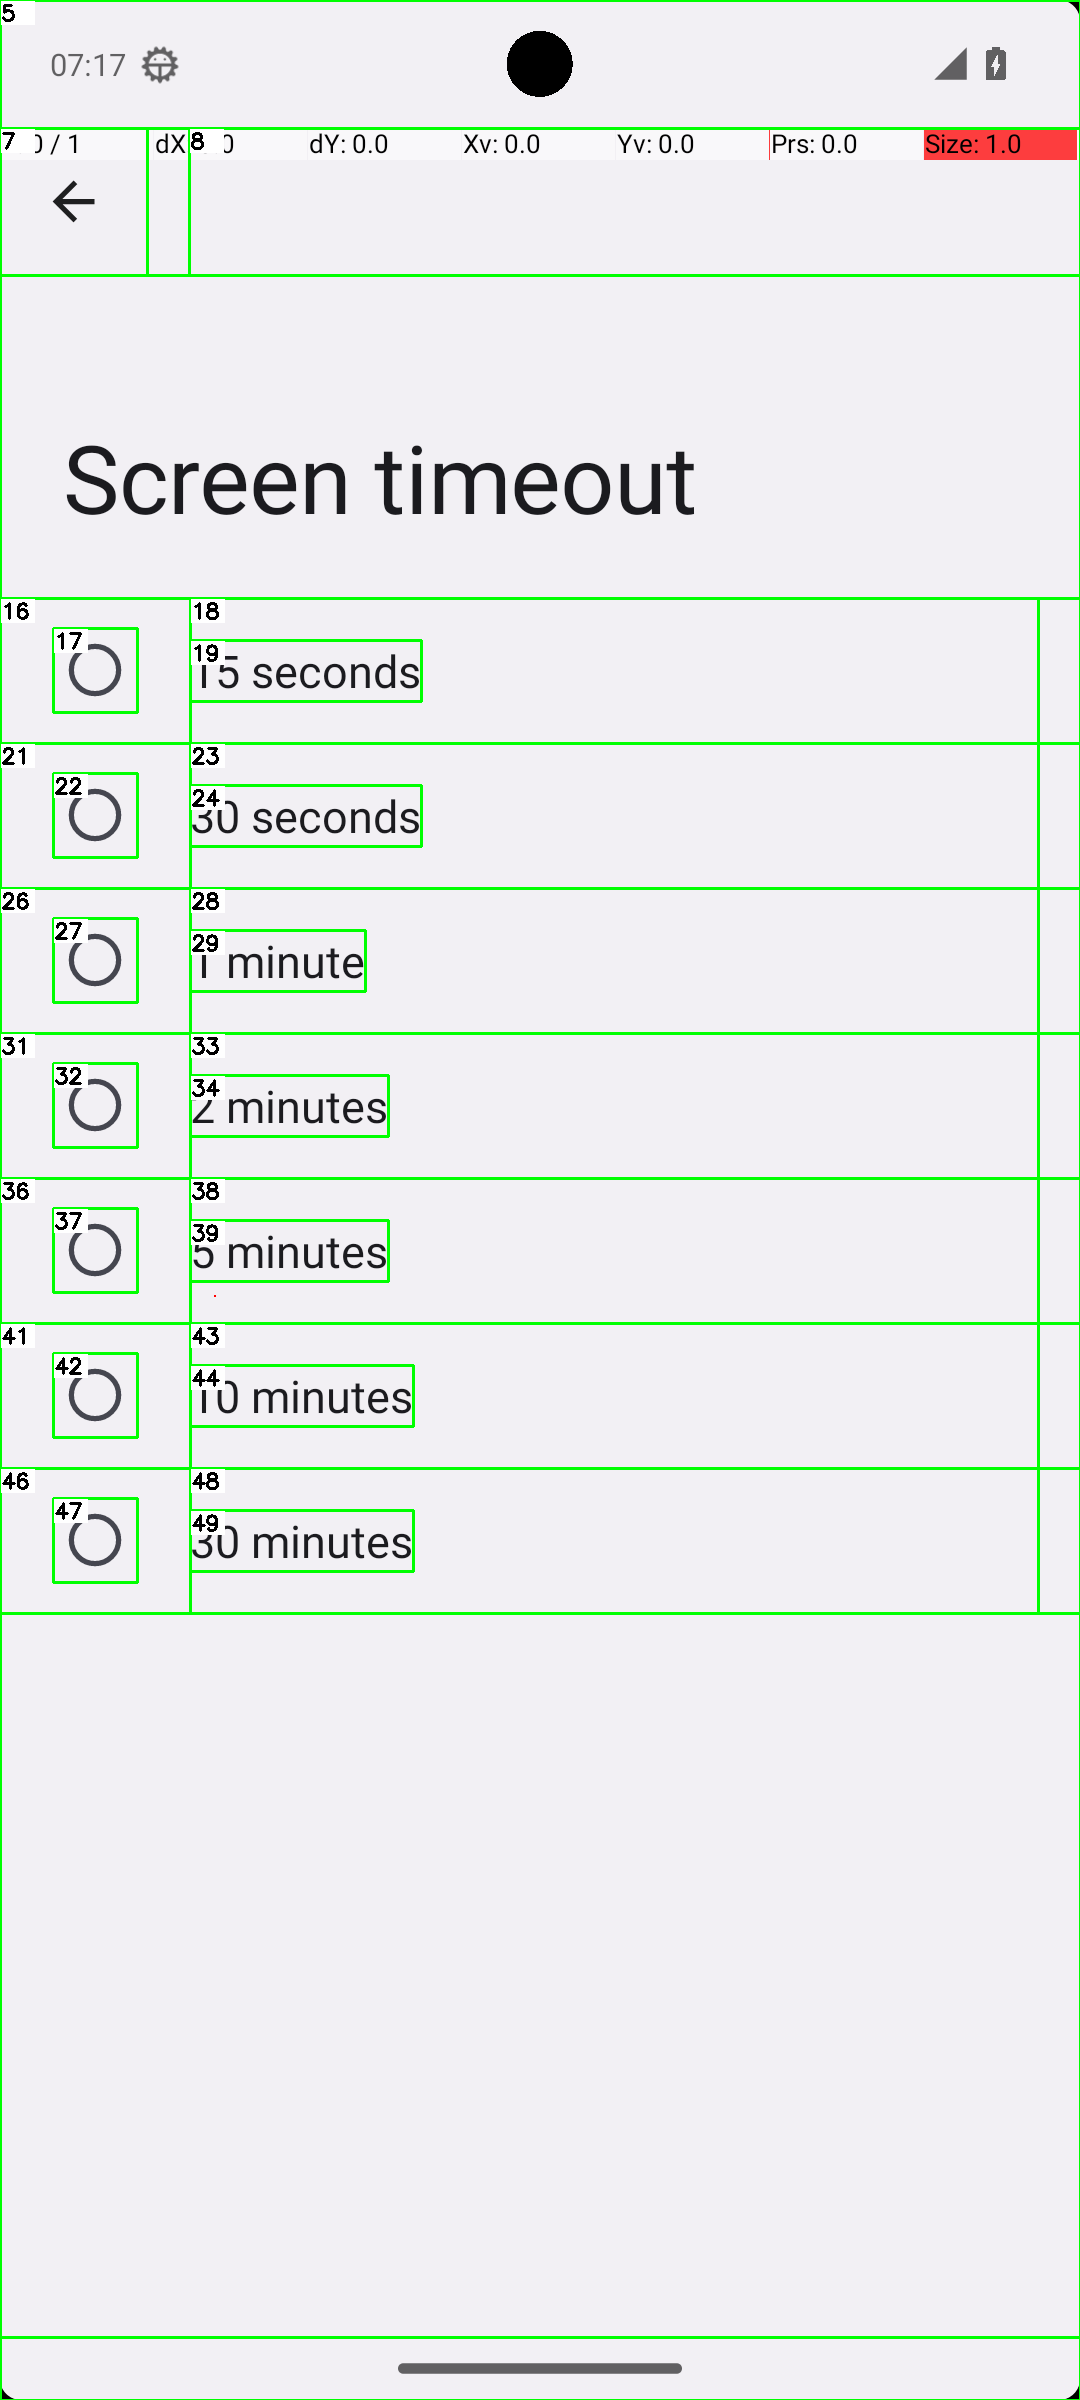 5
07:17
7 0 / 1 dX 8 0 dY: 0.0 Xv: 0.0 Yv: 0.0 Prs: 0.0 Size: 1.0
Screen timeout
16 17 18
19 15 seconds
21 22 23
24 30 seconds
26 27 28
29 1 minute
31 32 33
34 2 minutes
36 37 38
39 5 minutes
41 42 43
44 10 minutes
46 47 48
49 30 minutes